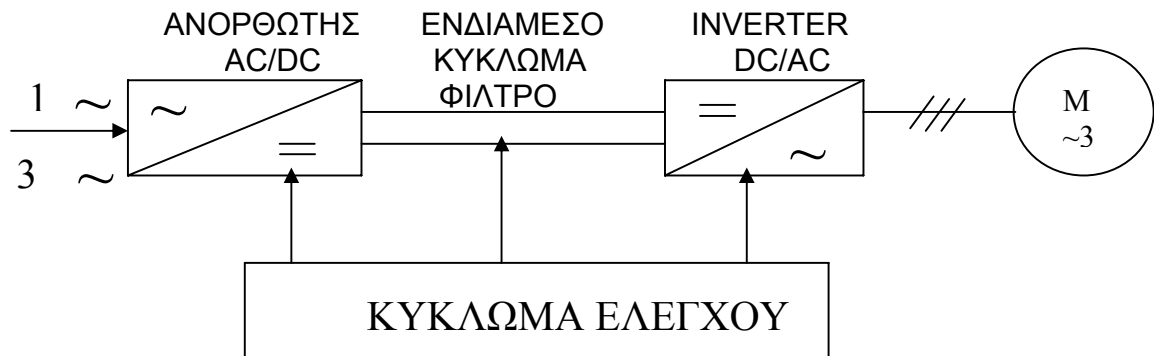 ΑΝΟΡΘΩΤΗΣ
AC/DC
ΕΝΔΙΑΜΕΣΟ
ΚΥΚΛΩΜΑ
ΦΙΛΤΡΟ
INVERTER
DC/AC
1 ~
3 ~
~
=
=
~
M
~3
ΚΥΚΛΩΜΑ ΕΛΕΓΧΟΥ